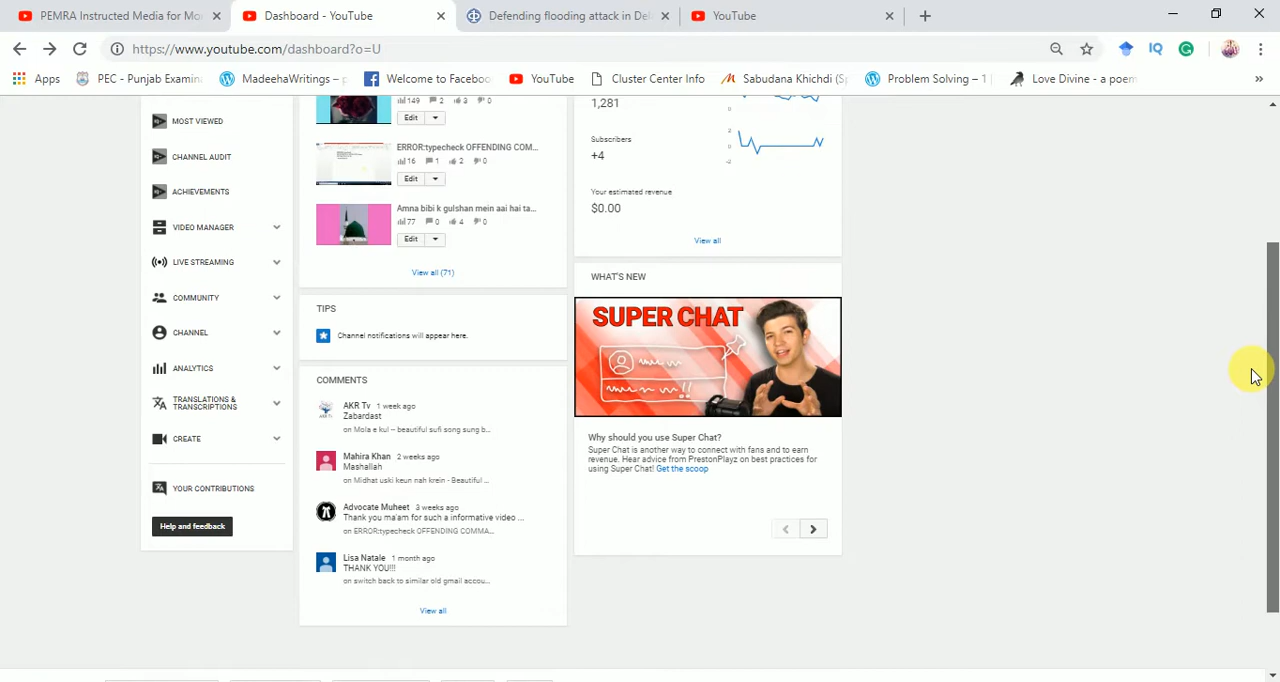 PEMRA Instructed Media for Mo
Dashboard - YouTube
Defending flooding attack in De
YouTube
https://www.youtube.com/dashboard?o=U
Apps
PEC - Punjab Examin
MadeehaWritings – p
Welcome to Faceboo
YouTube
Cluster Center Info
Sabudana Khichdi (Sp
Problem Solving – 1
Love Divine - a poem
MOST VIEWED
CHANNEL AUDIT
ACHIEVEMENTS
VIDEO MANAGER
LIVE STREAMING
COMMUNITY
CHANNEL
ANALYTICS
TRANSLATIONS &
TRANSCRIPTIONS
CREATE
YOUR CONTRIBUTIONS
Help and feedback
149 2 3 0
Edit
ERROR:typecheck OFFENDING COM...
16 1 2 0
Edit
Amna bibi k gulshan mein aai hai ta...
77 0 4 0
Edit
View all (71)
TIPS
Channel notifications will appear here.
COMMENTS
AKR Tv 1 week ago
Zabardast
on Mola e kul -- beautiful sufi song sung b...
Mahira Khan 2 weeks ago
Mashallah
on Midhat uski keun nah krein - Beautiful ...
Advocate Muheet 3 weeks ago
Thank you ma'am for such a informative video ...
on ERROR:typecheck OFFENDING COMMA...
Lisa Natale 1 month ago
THANK YOU!!!
on switch back to similar old gmail accou...
View all
1,281
0
Subscribers
+4
2
0
-2
Your estimated revenue
$0.00
View all
WHAT'S NEW
SUPER CHAT
Why should you use Super Chat?
Super Chat is another way to connect with fans and to earn
revenue. Hear advice from PrestonPlayz on best practices for
using Super Chat! Get the scoop